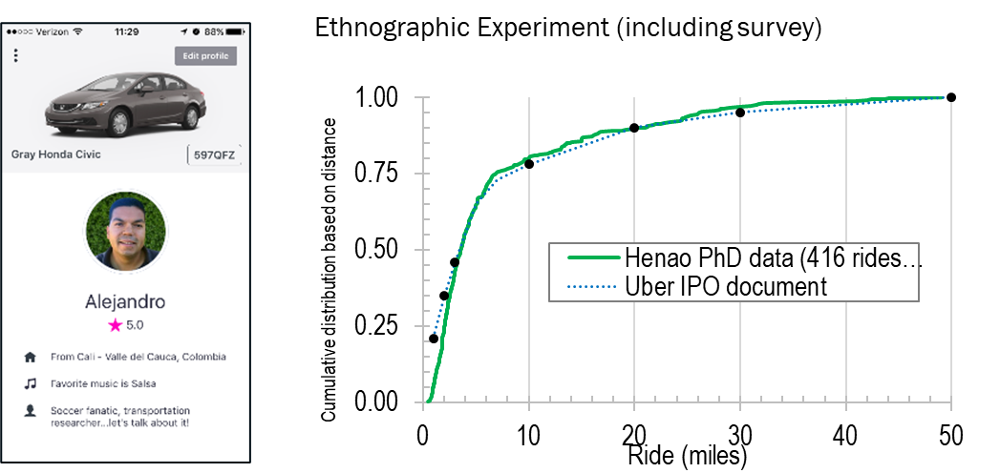 Verizon 11:29 88%
Edit profile
Gray Honda Civic 597QFZ
Alejandro
5.0
From Cali - Valle del Cauca, Colombia
Favorite music is Salsa
Soccer fanatic, transportation
researcher...let's talk about it!
Ethnographic Experiment (including survey)
Cumulative distribution based on distance
1.00
0.75
0.50
0.25
0.00
Henao PhD data (416 rides...
Uber IPO document
0 10 20 30 40 50
Ride (miles)